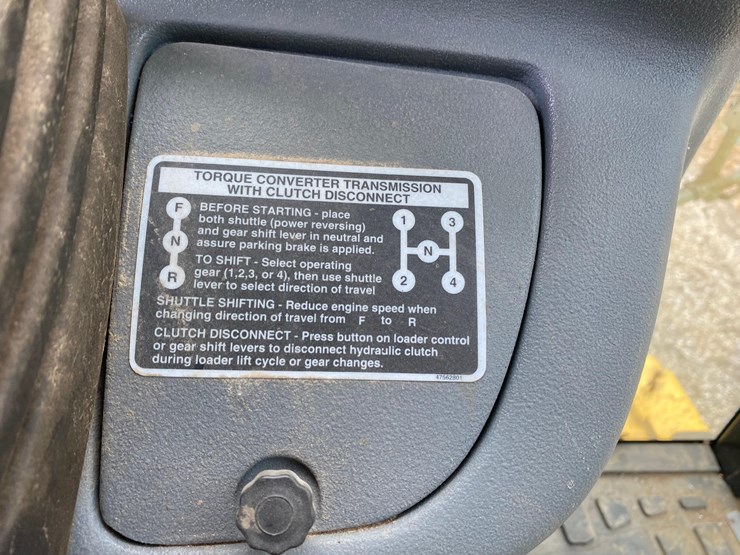 TORQUE CONVERTER TRANSMISSION
WITH CLUTCH DISCONNECT
F
N
R
BEFORE STARTING - place
both shuttle (power reversing)
and gear shift lever in neutral and
assure parking brake is applied.
TO SHIFT - Select operating
gear (1,2,3, or 4), then use shuttle
lever to select direction of travel
1 3
N
2 4
SHUTTLE SHIFTING - Reduce engine speed when
changing direction of travel from F to R
CLUTCH DISCONNECT - Press button on loader control
or gear shift levers to disconnect hydraulic clutch
during loader lift cycle or gear changes.
47562801